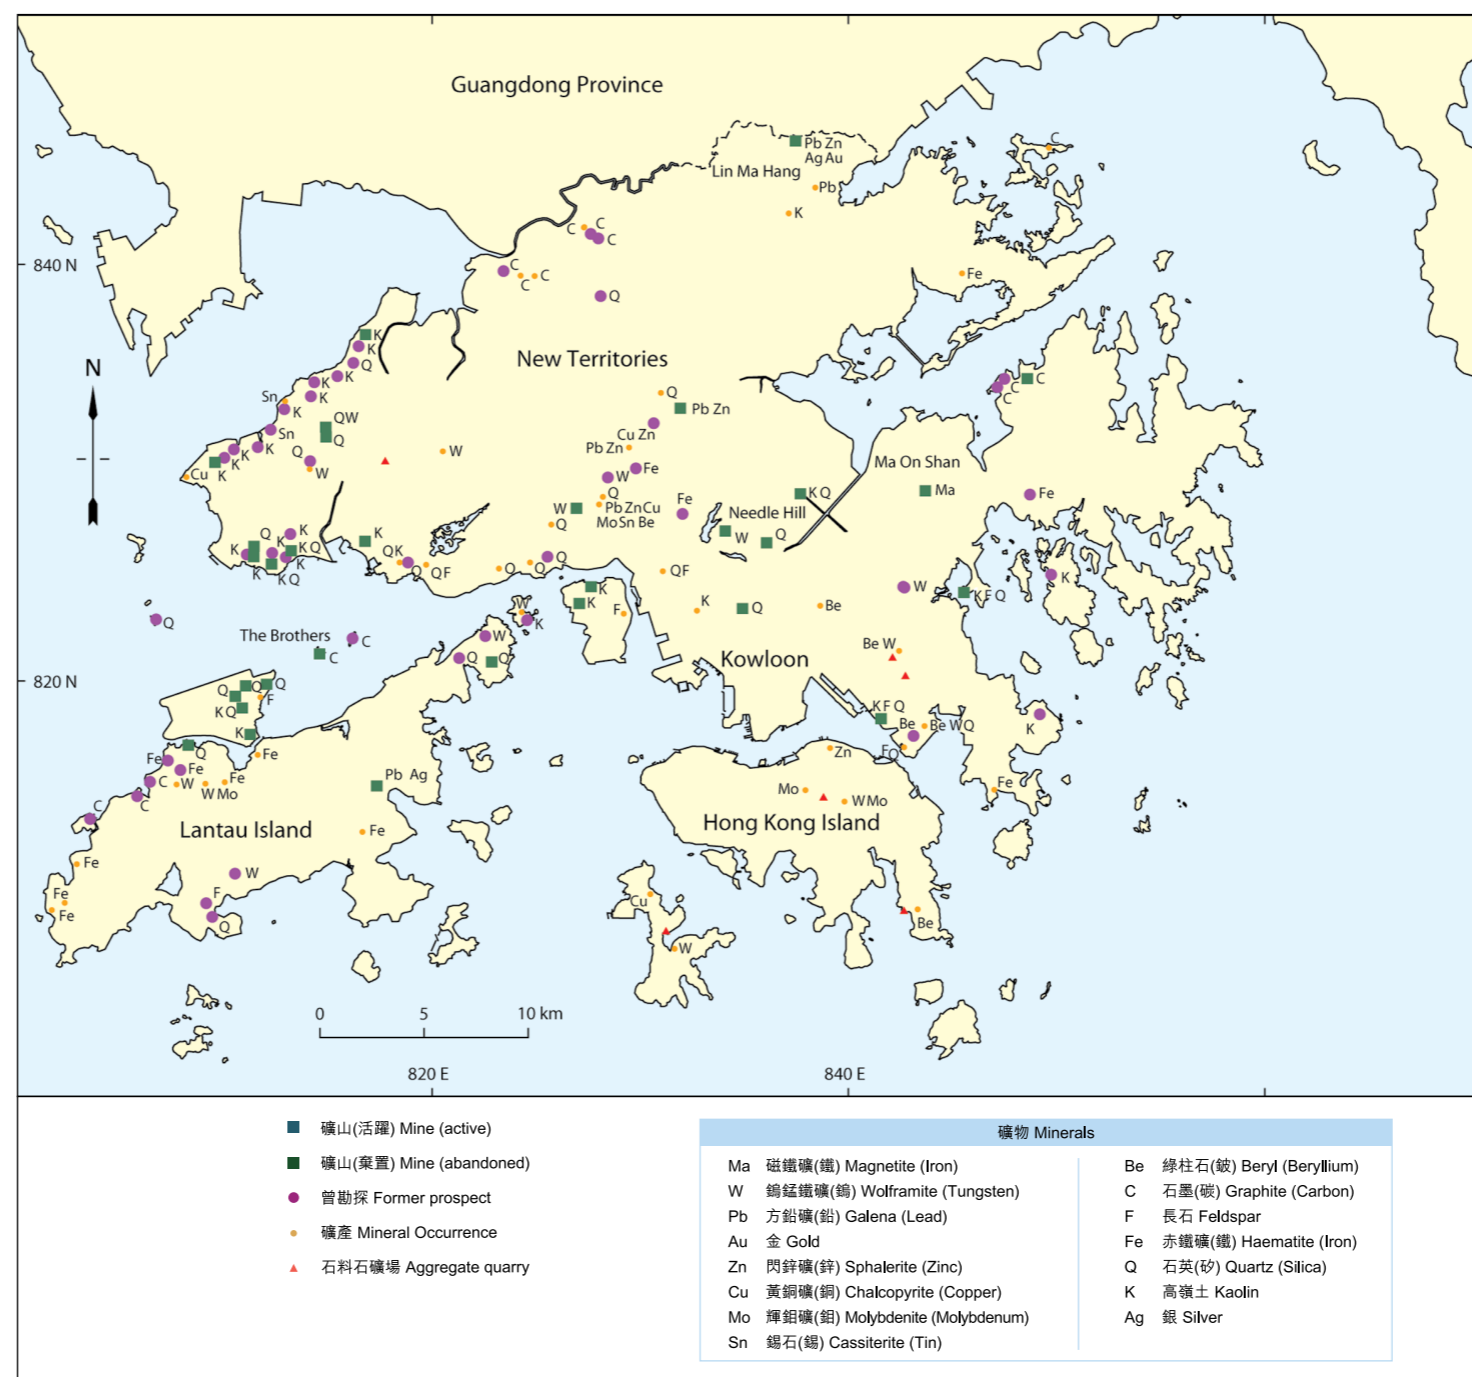 Guangdong Province
C
Pb Zn
Ag Au
Lin Ma Hang
Pb
K
C
C
C
840 N
C
C
C
Fe
Q
N
K
K
New Territories
Q
K
K
K
Sn
K
Q
C
C
C
Pb Zn
Q W
Sn
Q
Cu Zn
K
K
Q
W
Pb Zn
Ma On Shan
Cu
K
W
W
Fe
Q
K Q
Ma
Fe
W
Pb Zn Cu
Mo Sn Be
Fe
Needle Hill
Q
W
Q
Q
K
K
K
K Q
K
Q K
K
K
K Q
Q
Q F
Q
Q
Q
Q F
K
W
K
K
F
K
Q
Be
W
K F Q
Q
W
K
The Brothers
C
C
W
Q
Q
Be W
Kowloon
820 N
Q
Q
Q
F
K Q
K
K F Q
Be
Be W Q
K
Q
Fe
Fe
Fe
Zn
F
Q
C
W
Fe
W Mo
Pb Ag
Mo
W Mo
Fe
C
C
Lantau Island
Fe
Hong Kong Island
Fe
W
Fe
Fe
F
Q
Cu
Be
W
0
5
10 km
820 E
840 E
礦山(活躍) Mine (active)
礦山(棄置) Mine (abandoned)
曾勘探 Former prospect
礦產 Mineral Occurrence
石料石礦場 Aggregate quarry
礦物 Minerals
Ma 磁鐵礦(鐵) Magnetite (Iron)
W 鎢錳鐵礦(鎢) Wolframite (Tungsten)
Pb 方鉛礦(鉛) Galena (Lead)
Au 金 Gold
Zn 閃鋅礦(鋅) Sphalerite (Zinc)
Cu 黃銅礦(銅) Chalcopyrite (Copper)
Mo 輝鉬礦(鉬) Molybdenite (Molybdenum)
Sn 錫石(錫) Cassiterite (Tin)
Be 綠柱石(鈹) Beryl (Beryllium)
C 石墨(碳) Graphite (Carbon)
F 長石 Feldspar
Fe 赤鐵礦(鐵) Haematite (Iron)
Q 石英(矽) Quartz (Silica)
K 高嶺土 Kaolin
Ag 銀 Silver